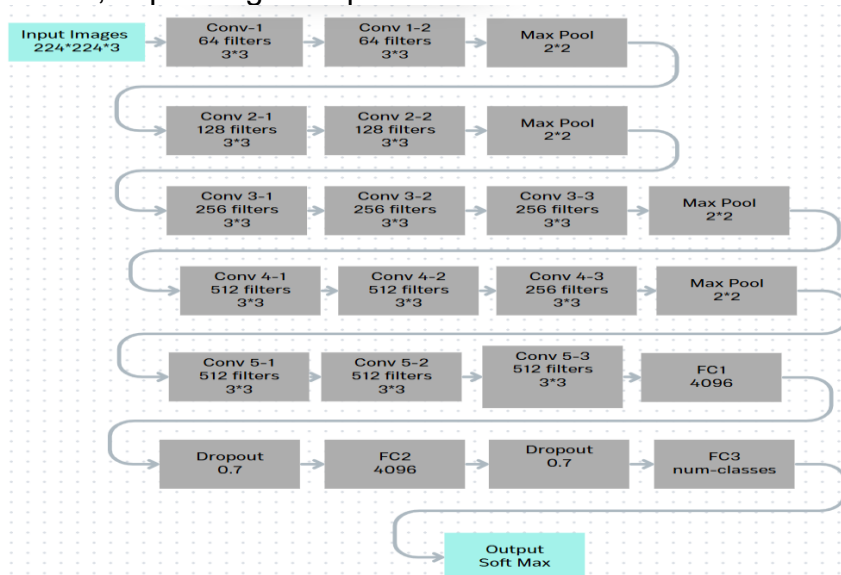 Input Images
224*224*3
Conv-1
64 filters
3*3
Conv 1-2
64 filters
3*3
Max Pool
2*2
Conv 2-1
128 filters
3*3
Conv 2-2
128 filters
3*3
Max Pool
2*2
Conv 3-1
256 filters
3*3
Conv 3-2
256 filters
3*3
Conv 3-3
256 filters
3*3
Max Pool
2*2
Conv 4-1
512 filters
3*3
Conv 4-2
512 filters
3*3
Conv 4-3
256 filters
3*3
Max Pool
2*2
Conv 5-1
512 filters
3*3
Conv 5-2
512 filters
3*3
Conv 5-3
512 filters
3*3
FC1
4096
Dropout
0.7
FC2
4096
Dropout
0.7
FC3
num-classes
Output
Soft Max